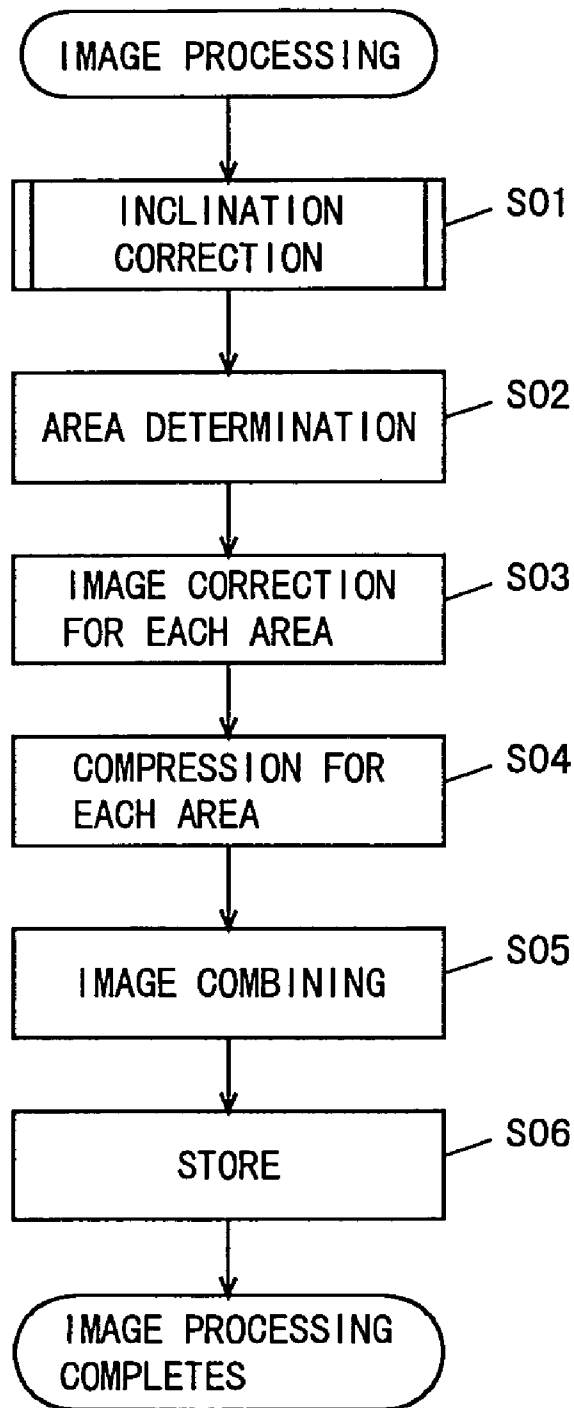 IMAGE PROCESSING
INCLINATION
CORRECTION
S01
AREA DETERMINATION
S02
IMAGE CORRECTION
FOR EACH AREA
S03
COMPRESSION FOR
EACH AREA
S04
IMAGE COMBINING
S05
STORE
S06
IMAGE PROCESSING
COMPLETES